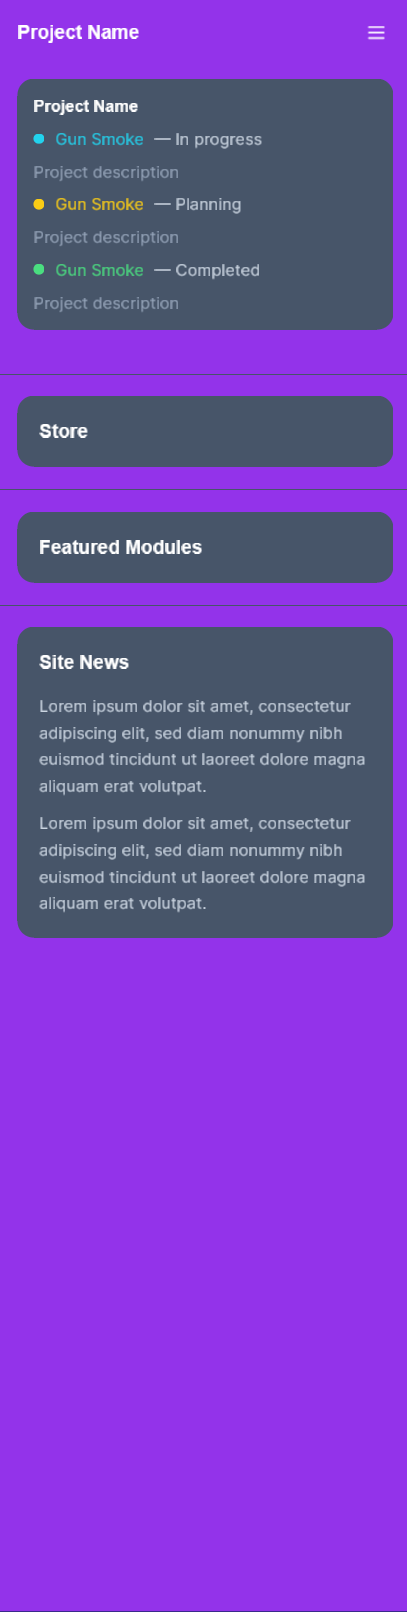 Project Name
Project Name
Gun Smoke — In progress
Project description
Gun Smoke — Planning
Project description
Gun Smoke — Completed
Project description
Store
Featured Modules
Site News
Lorem ipsum dolor sit amet, consectetur
adipiscing elit, sed diam nonummy nibh
euismod tincidunt ut laoreet dolore magna
aliquam erat volutpat.
Lorem ipsum dolor sit amet, consectetur
adipiscing elit, sed diam nonummy nibh
euismod tincidunt ut laoreet dolore magna
aliquam erat volutpat.